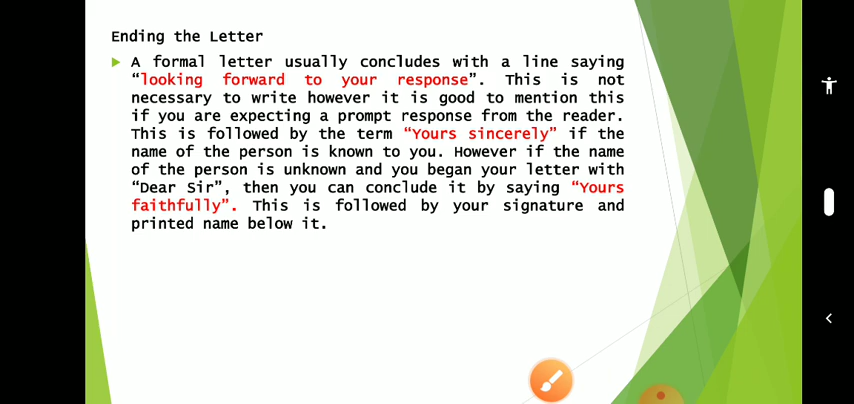 Ending the Letter
A formal letter usually concludes with a line saying
“looking forward to your response”. This is not
necessary to write however it is good to mention this
if you are expecting a prompt response from the reader.
This is followed by the term “Yours sincerely” if the
name of the person is known to you. However if the name
of the person is unknown and you began your letter with
“Dear Sir”, then you can conclude it by saying “Yours
faithfully”. This is followed by your signature and
printed name below it.